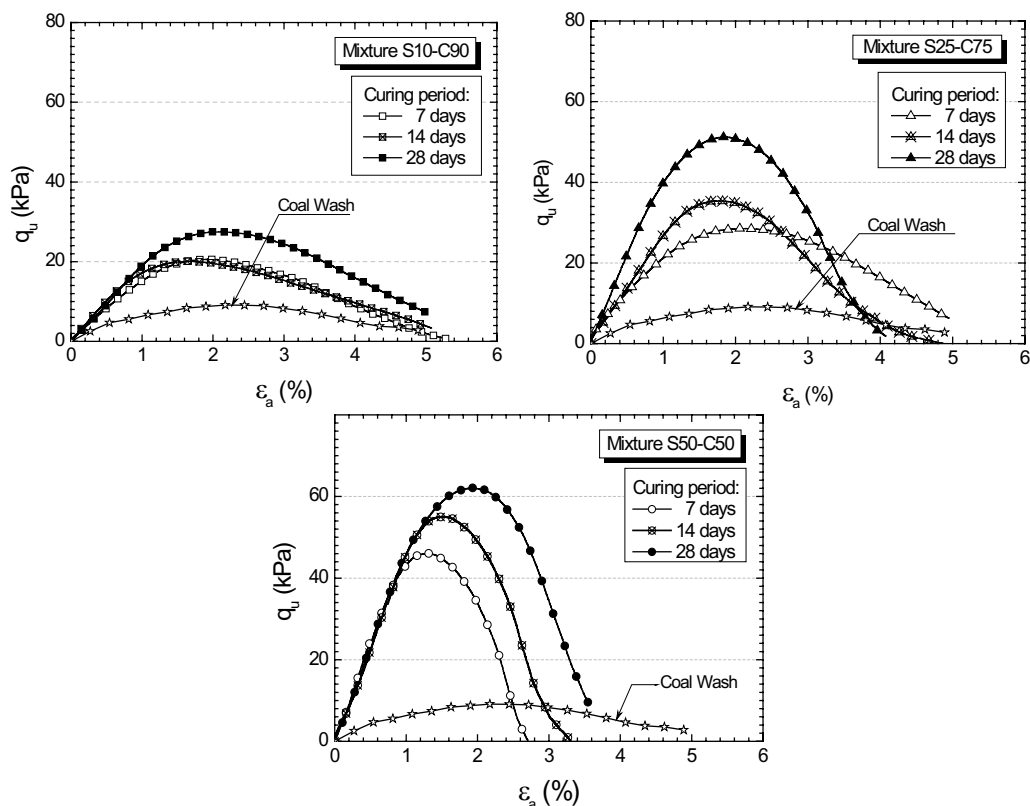 80
60
40
20
0
q_u (kPa)
Mixture S10-C90
Curing period:
7 days
14 days
28 days
Coal Wash
0 1 2 3 4 5 6
ε_a (%)
80
60
40
20
0
q_u (kPa)
Mixture S25-C75
Curing period:
7 days
14 days
28 days
Coal Wash
0 1 2 3 4 5 6
ε_a (%)
60
40
20
0
q_u (kPa)
Mixture S50-C50
Curing period:
7 days
14 days
28 days
Coal Wash
0 1 2 3 4 5 6
ε_a (%)